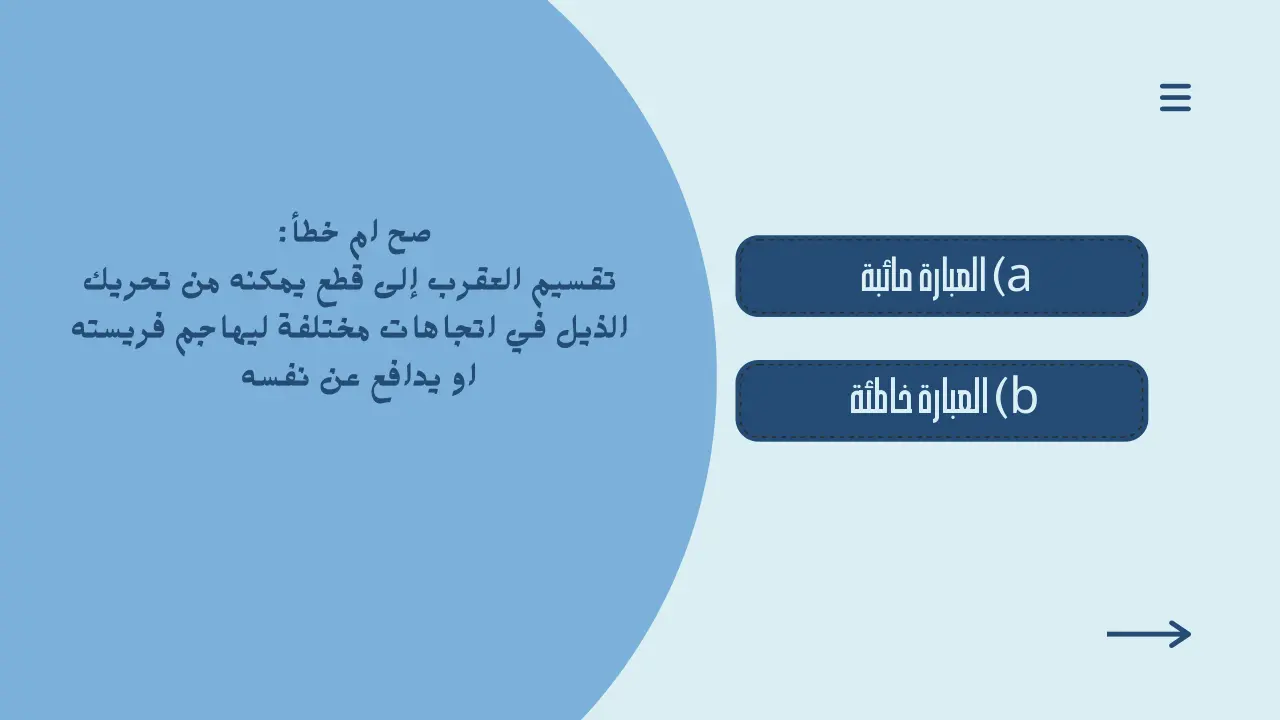 صح ام خطأ:
تقسيم العقرب إلى قطع يمكنه من تحريك
الذيل في اتجاهات مختلفة ليهاجم فريسته
او يدافع عن نفسه
a) العبارة صائبة
b) العبارة خاطئة